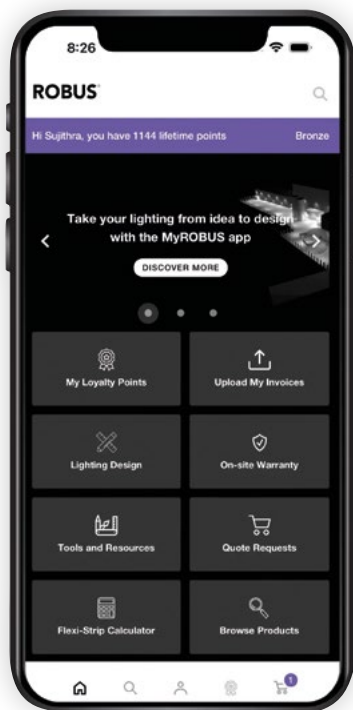 8:26
ROBUS®
Hi Sujithra, you have 1144 lifetime points Bronze
Take your lighting from idea to design
with the MyROBUS app
DISCOVER MORE
My Loyalty Points Upload My Invoices
Lighting Design On-site Warranty
Tools and Resources Quote Requests
Flexi-Strip Calculator Browse Products
1